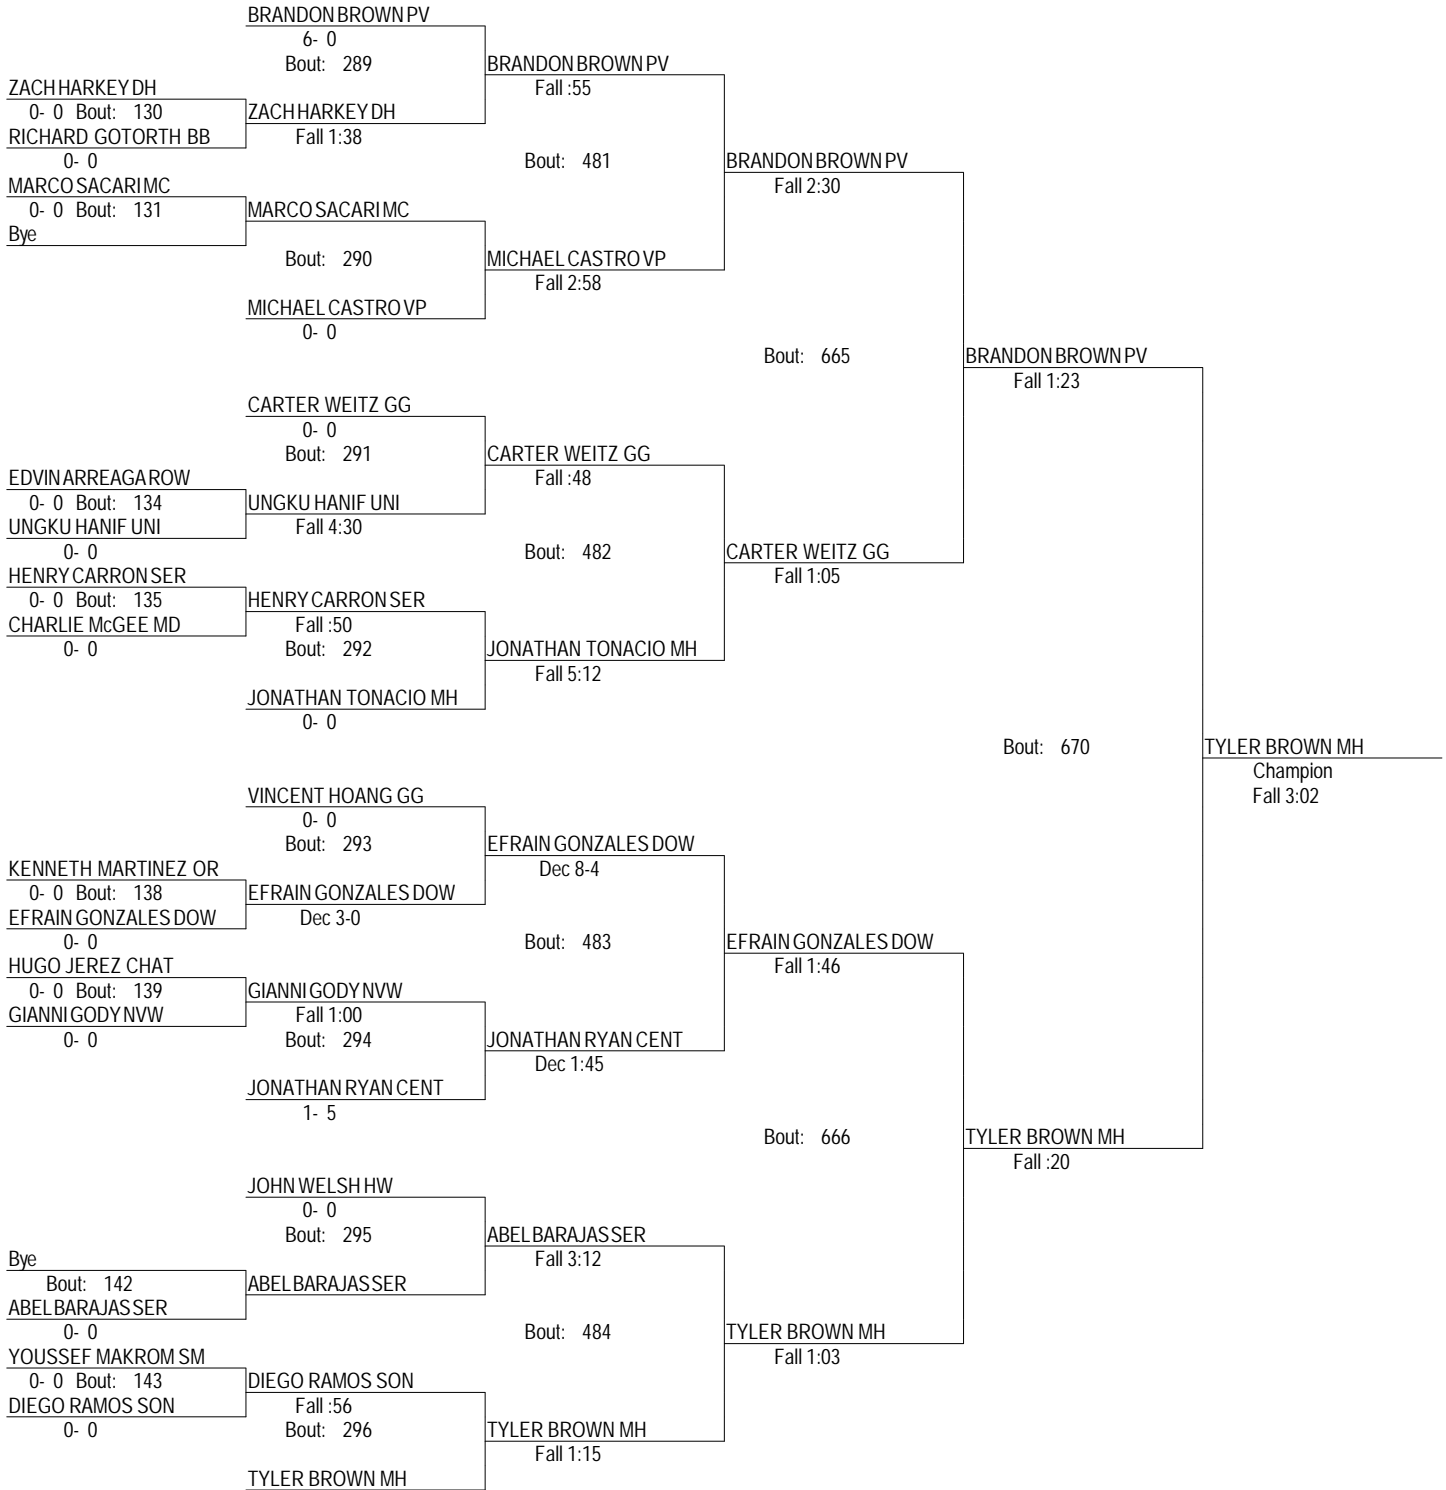 BRANDON BROWN PV
6- 0
Bout: 289
BRANDON BROWN PV
Fall :55
ZACH HARKEY DH
0- 0 Bout: 130
ZACH HARKEY DH
Fall 1:38
RICHARD GOTORTH BB
0- 0
Bout: 481
BRANDON BROWN PV
Fall 2:30
MARCO SACARI MC
0- 0 Bout: 131
MARCO SACARI MC
Bye
Bout: 290
MICHAEL CASTRO VP
Fall 2:58
MICHAEL CASTRO VP
0- 0
Bout: 665
BRANDON BROWN PV
Fall 1:23
CARTER WEITZ GG
0- 0
Bout: 291
CARTER WEITZ GG
Fall :48
EDVIN ARREAGA ROW
0- 0 Bout: 134
UNGKU HANIF UNI
Fall 4:30
UNGKU HANIF UNI
0- 0
Bout: 482
CARTER WEITZ GG
Fall 1:05
HENRY CARRON SER
0- 0 Bout: 135
HENRY CARRON SER
Fall :50
CHARLIE McGEE MD
0- 0
Bout: 292
JONATHAN TONACIO MH
Fall 5:12
JONATHAN TONACIO MH
0- 0
Bout: 670
TYLER BROWN MH
Champion
Fall 3:02
VINCENT HOANG GG
0- 0
Bout: 293
EFRAIN GONZALES DOW
Dec 8-4
KENNETH MARTINEZ OR
0- 0 Bout: 138
EFRAIN GONZALES DOW
Dec 3-0
EFRAIN GONZALES DOW
0- 0
Bout: 483
EFRAIN GONZALES DOW
Fall 1:46
HUGO JEREZ CHAT
0- 0 Bout: 139
GIANNI GODY NVW
Fall 1:00
GIANNI GODY NVW
0- 0
Bout: 294
JONATHAN RYAN CENT
Dec 1:45
JONATHAN RYAN CENT
1- 5
Bout: 666
TYLER BROWN MH
Fall :20
JOHN WELSH HW
0- 0
Bout: 295
ABEL BARAJAS SER
Fall 3:12
Bye
Bout: 142
ABEL BARAJAS SER
ABEL BARAJAS SER
0- 0
Bout: 484
TYLER BROWN MH
Fall 1:03
YOUSSEF MAKROM SM
0- 0 Bout: 143
DIEGO RAMOS SON
Fall :56
DIEGO RAMOS SON
0- 0
Bout: 296
TYLER BROWN MH
Fall 1:15
TYLER BROWN MH